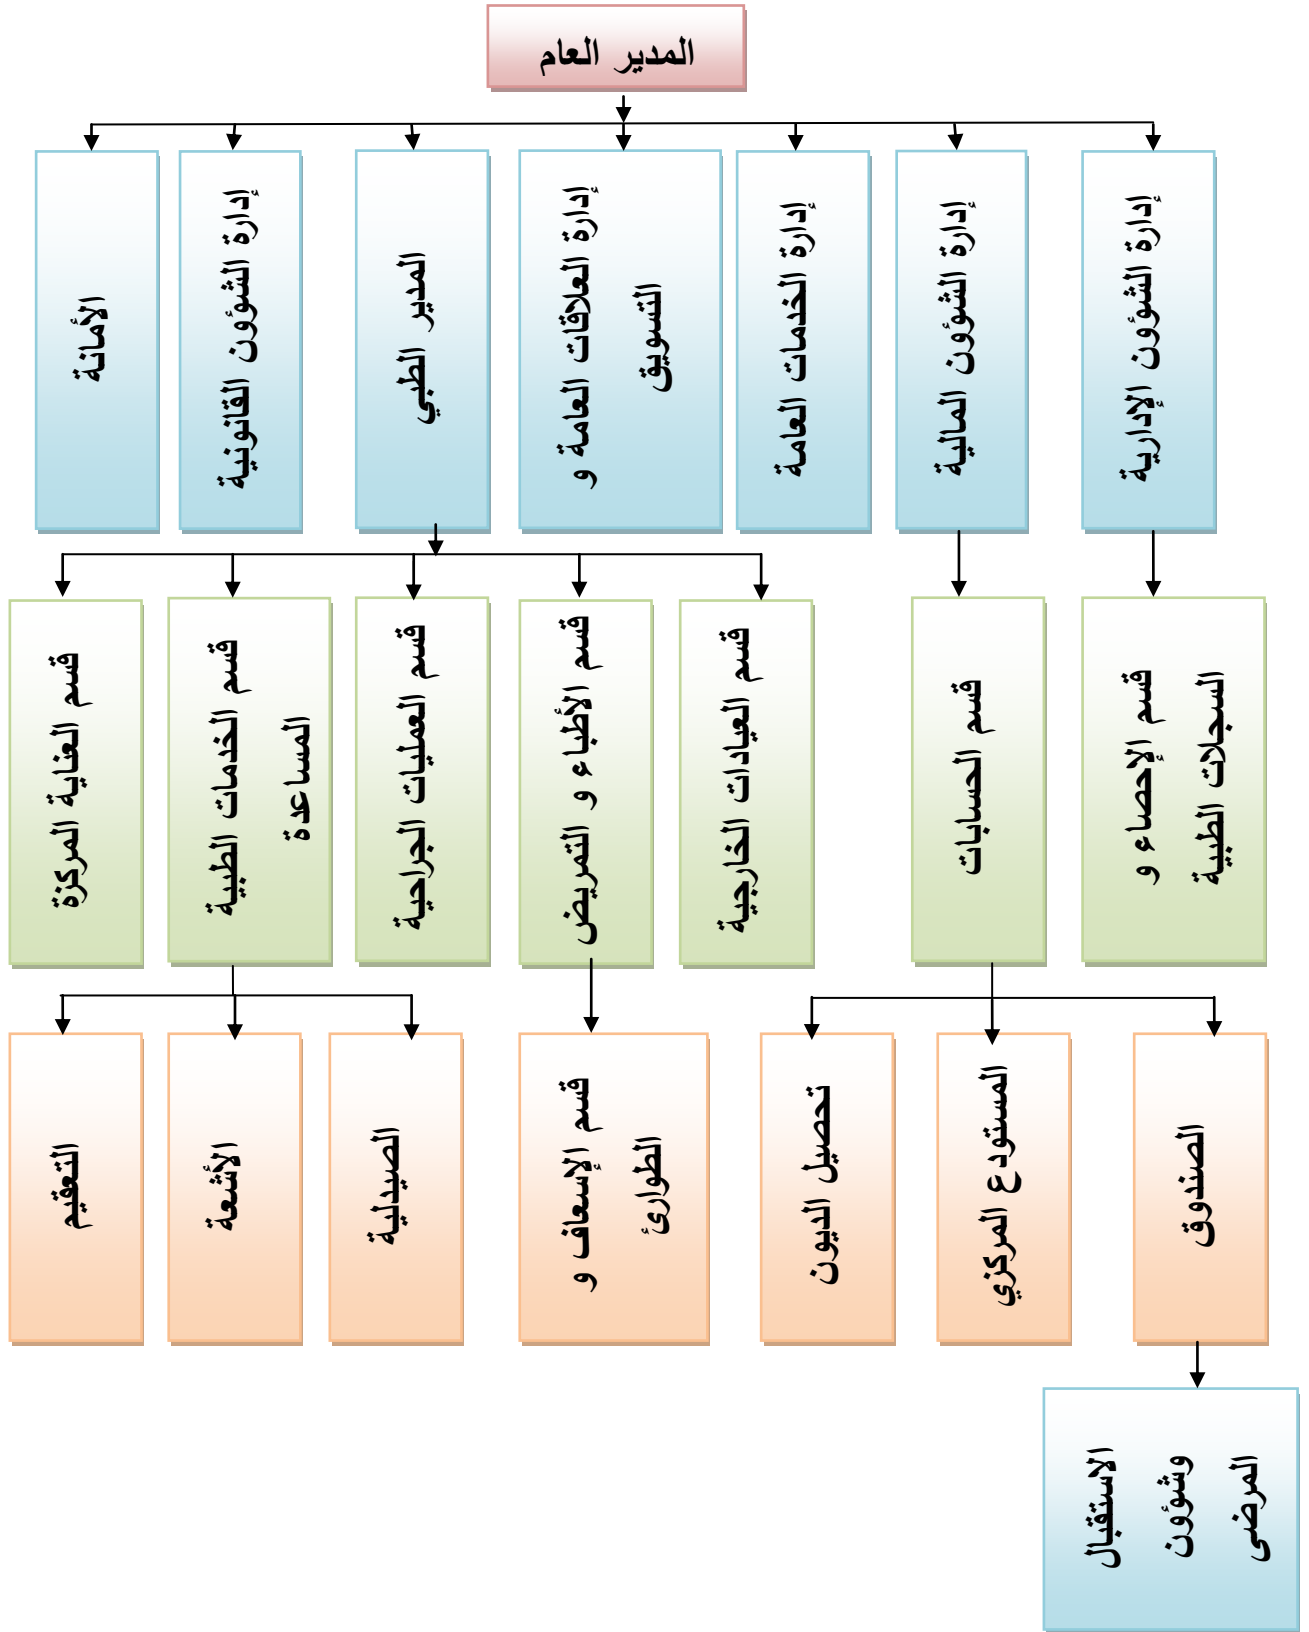 المدير العام
إدارة الشؤون الإدارية
إدارة الشؤون المالية
إدارة الخدمات العامة
إدارة العلاقات العامة و
التسويق
المدير الطبي
إدارة الشؤون القانونية
الأمانة
قسم الإحصاء و
السجلات الطبية
قسم الحسابات
قسم العيادات الخارجية
قسم الأطباء و التمريض
قسم العمليات الجراحية
قسم الخدمات الطبية
المساعدة
قسم العناية المركزة
الصندوق
المستودع المركزي
تحصيل الديون
قسم الإسعاف و
الطوارئ
الصيدلية
الأشعة
التعقيم
الاستقبال
وشؤون
المرضى